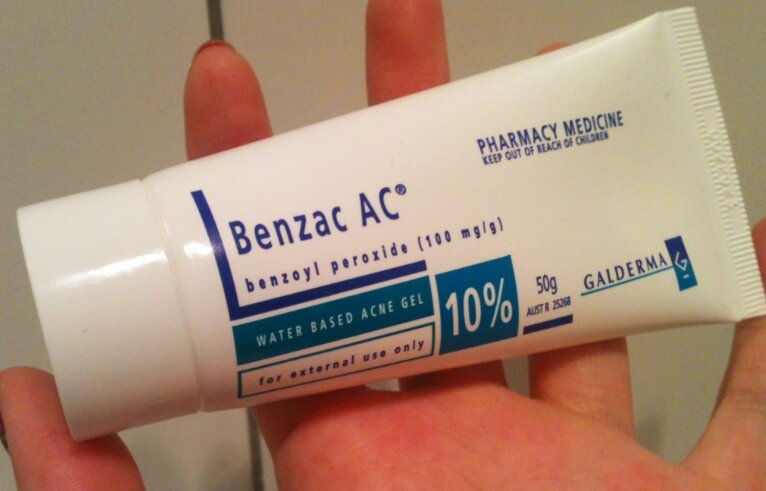 PHARMACY MEDICINE
KEEP OUT OF REACH OF CHILDREN
Benzac AC®
benzoyl peroxide (100 mg/g)
WATER BASED ACNE GEL
for external use only
10%
50g
AUST R 25268
GALDERMA
G